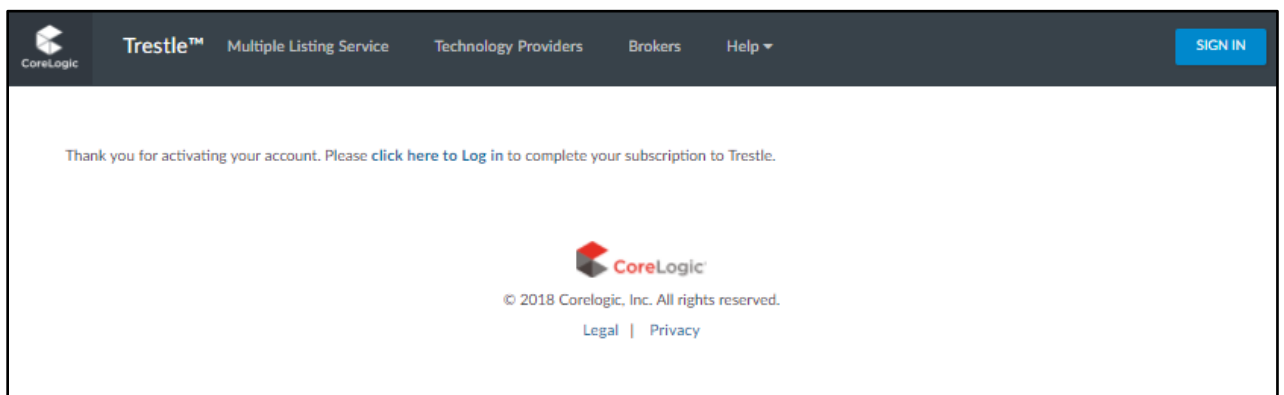 CoreLogic
Trestle™ Multiple Listing Service Technology Providers Brokers Help SIGN IN
Thank you for activating your account. Please click here to Log in to complete your subscription to Trestle.
CoreLogic
© 2018 Corelogic, Inc. All rights reserved.
Legal | Privacy